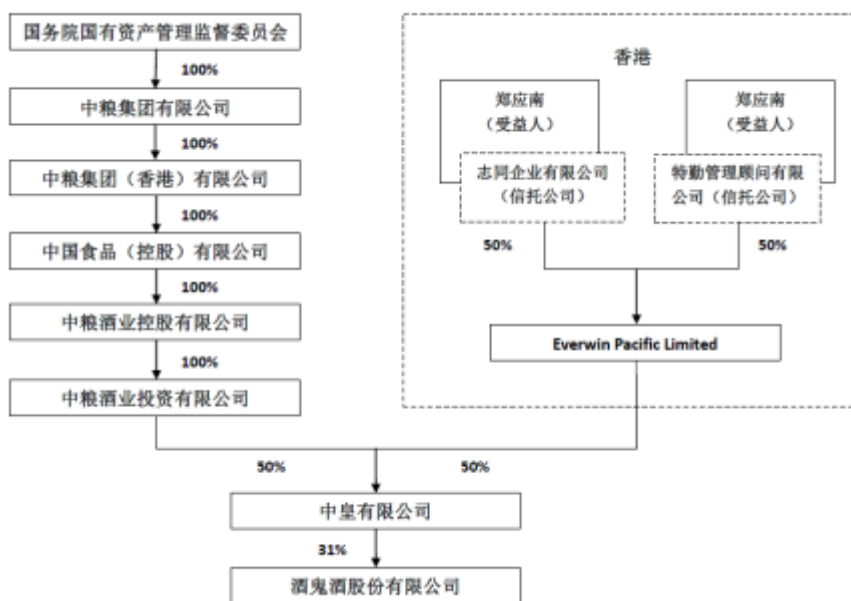 国务院国有资产管理监督委员会
100%
中粮集团有限公司
100%
中粮集团（香港）有限公司
100%
中国食品（控股）有限公司
100%
中粮酒业控股有限公司
100%
中粮酒业投资有限公司
香港
郑应南
（受益人）
志同企业有限公司
（信托公司）
郑应南
（受益人）
特勤管理顾问有限
公司（信托公司）
50%
50%
Everwin Pacific Limited
50%
50%
中皇有限公司
31%
酒鬼酒股份有限公司